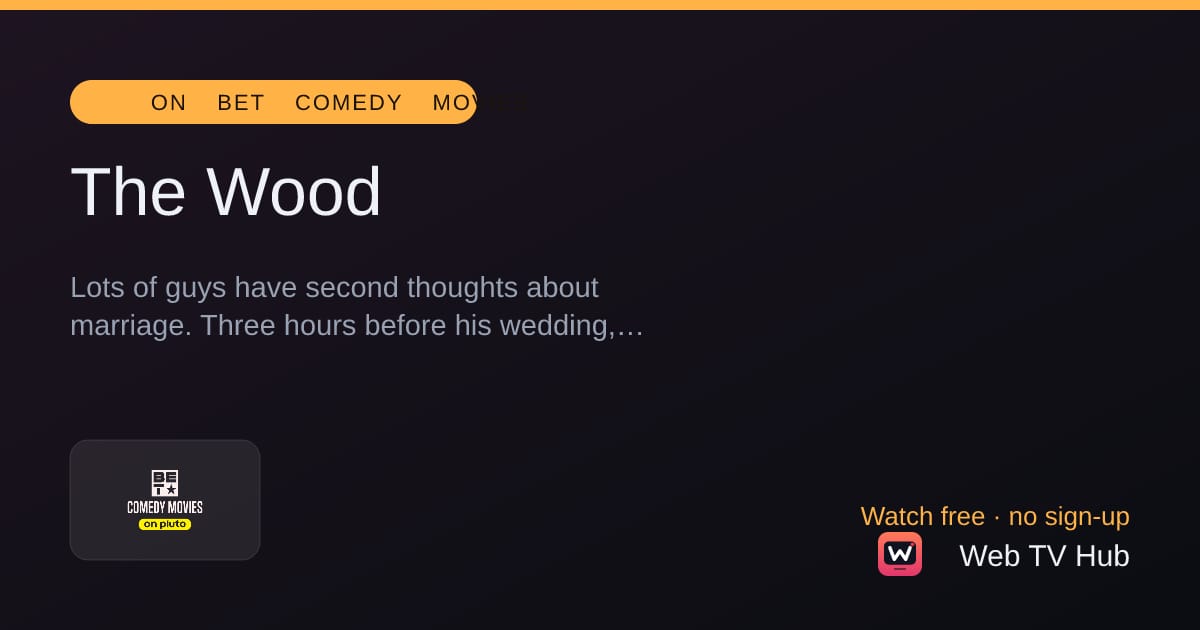 ON BET COMEDY MOVIES
The Wood
Lots of guys have second thoughts about
marriage. Three hours before his wedding,…
BET★
COMEDY MOVIES
on pluto
Watch free · no sign-up
W
Web TV Hub